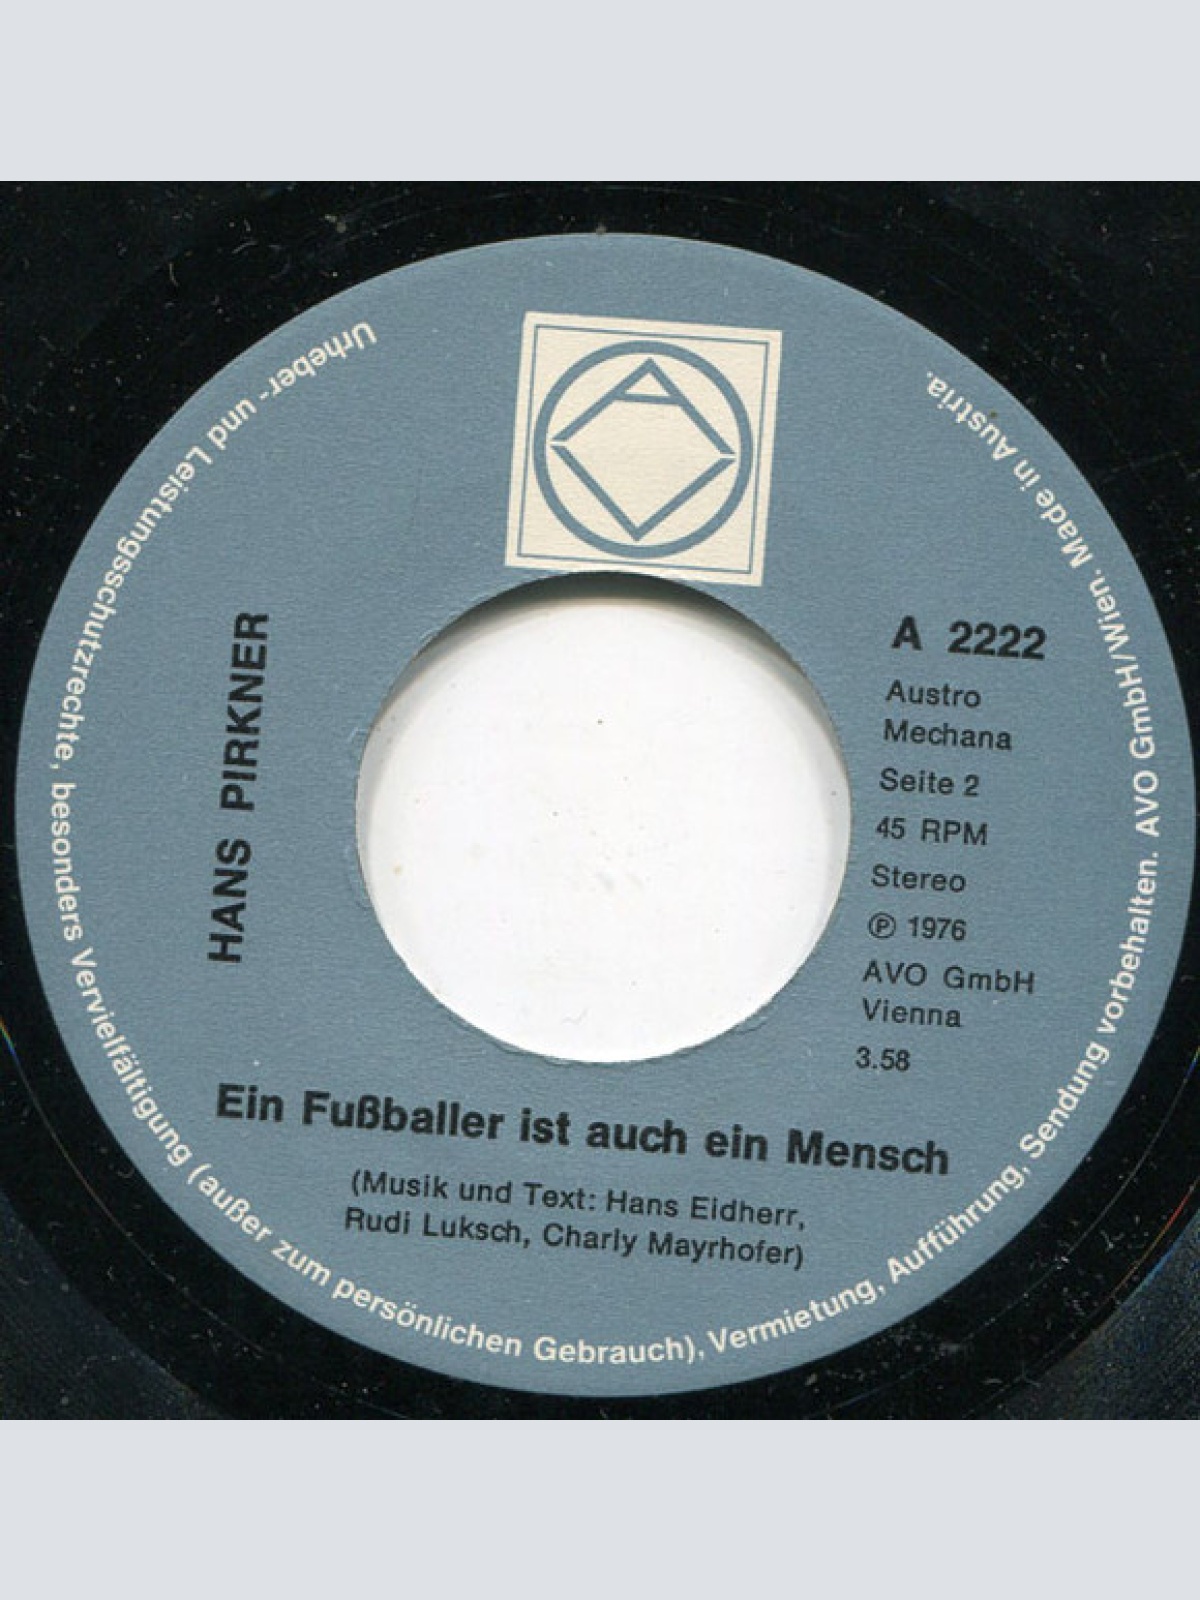 HANS PIRKNER
A 2222
Austro
Mechana
Seite 2
45 RPM
Stereo
℗ 1976
AVO GmbH
Vienna
3.58
Ein Fußballer ist auch ein Mensch
(Musik und Text: Hans Eidherr,
Rudi Luksch, Charly Mayrhofer)
Urheber- und Leistungsschutzrechte, besonders Vervielfältigung (außer zum persönlichen Gebrauch), Vermietung, Aufführung, Sendung vorbehalten. AVO GmbH/Wien. Made in Austria.